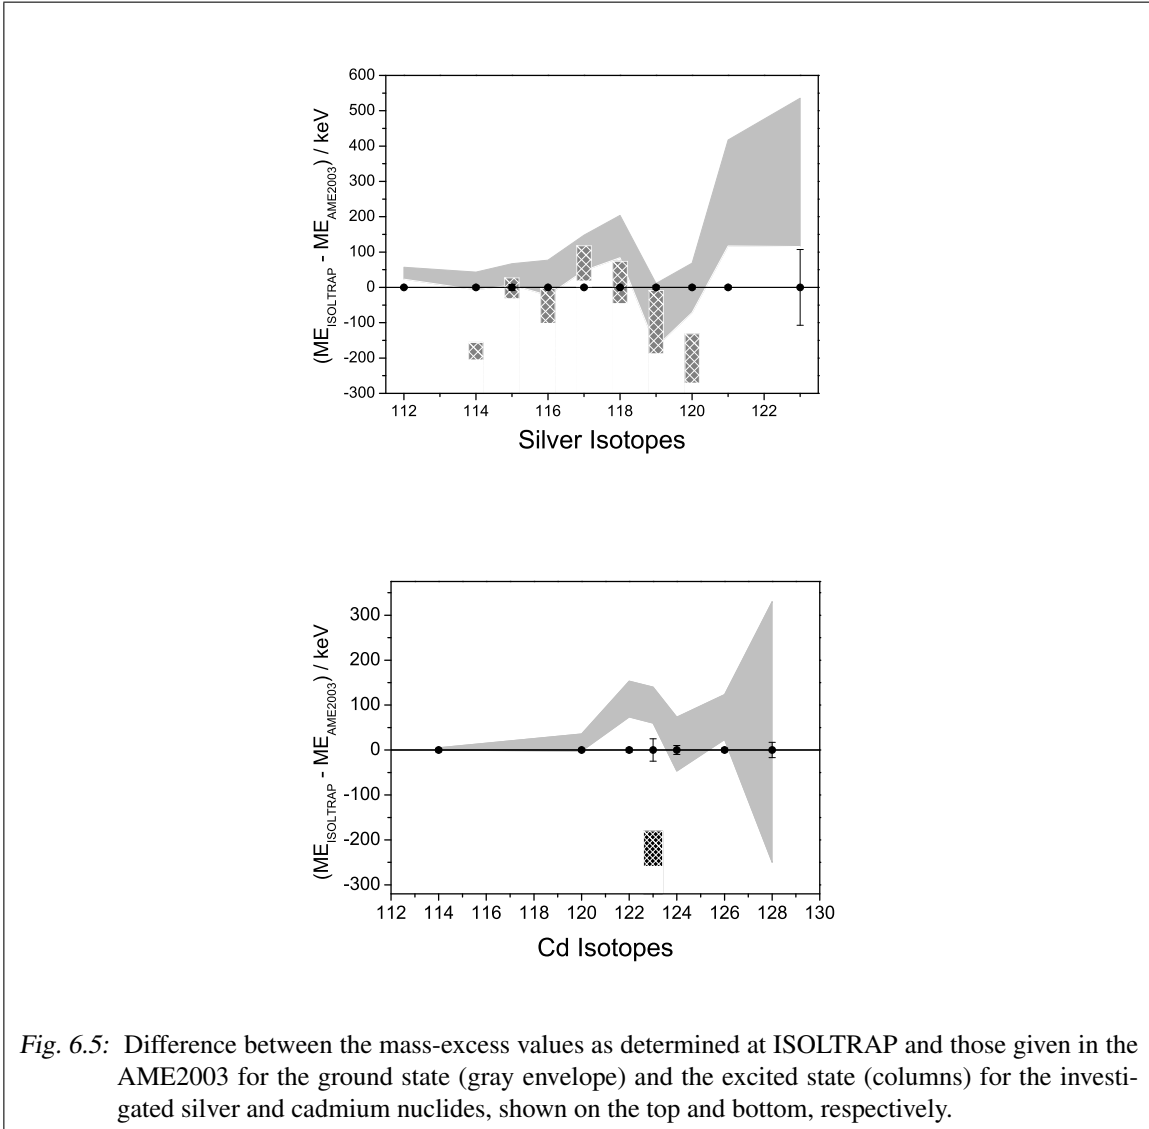 600
500
400
300
200
100
0
-100
-200
-300
(ME_ISOLTRAP - ME_AME2003) / keV
112 114 116 118 120 122
Silver Isotopes
300
200
100
0
-100
-200
-300
(ME_ISOLTRAP - ME_AME2003) / keV
112 114 116 118 120 122 124 126 128 130
Cd Isotopes
Fig. 6.5: Difference between the mass-excess values as determined at ISOLTRAP and those given in the
AME2003 for the ground state (gray envelope) and the excited state (columns) for the investi-
gated silver and cadmium nuclides, shown on the top and bottom, respectively.